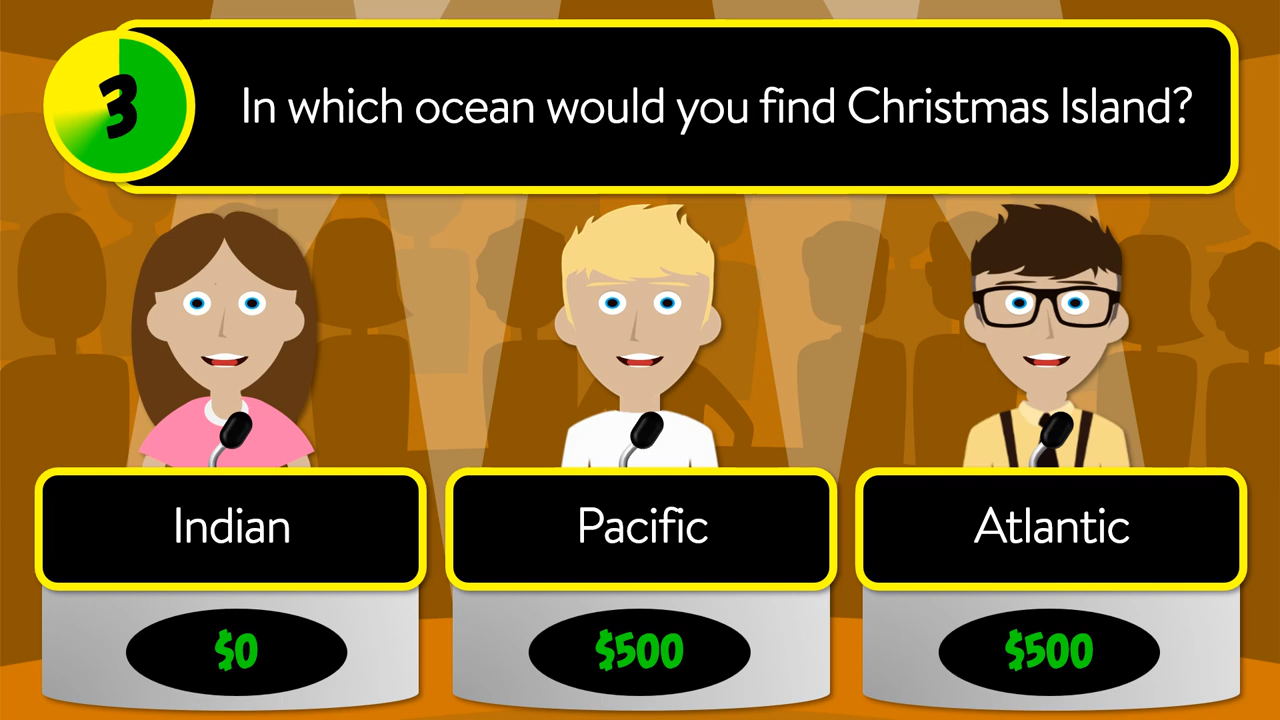 3
In which ocean would you find Christmas Island?
Indian
Pacific
Atlantic
$0
$500
$500